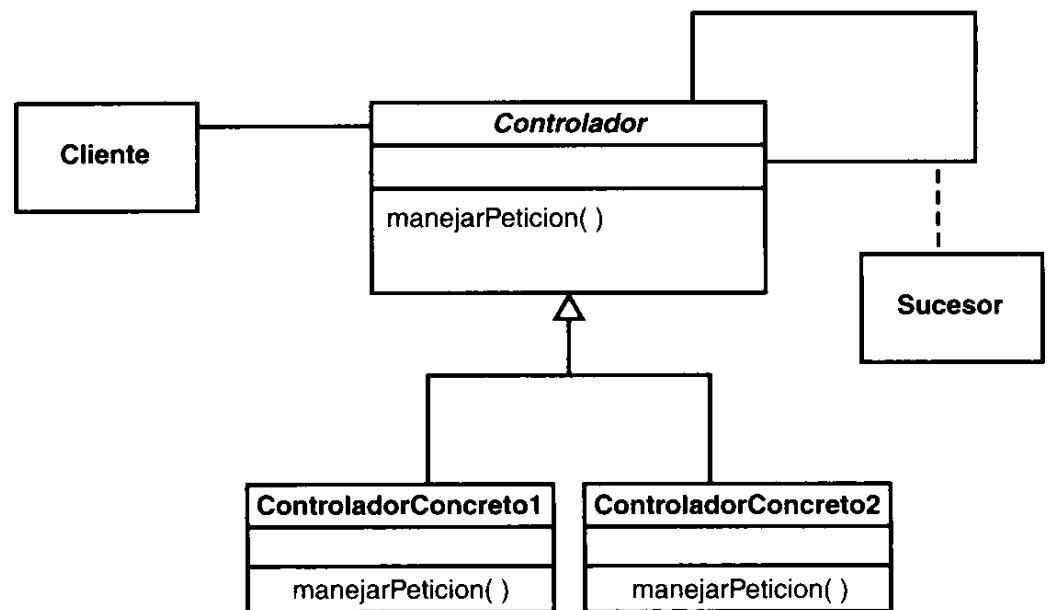 Controlador
Cliente
manejarPeticion( )
Sucesor
ControladorConcreto1
ControladorConcreto2
manejarPeticion( )
manejarPeticion( )